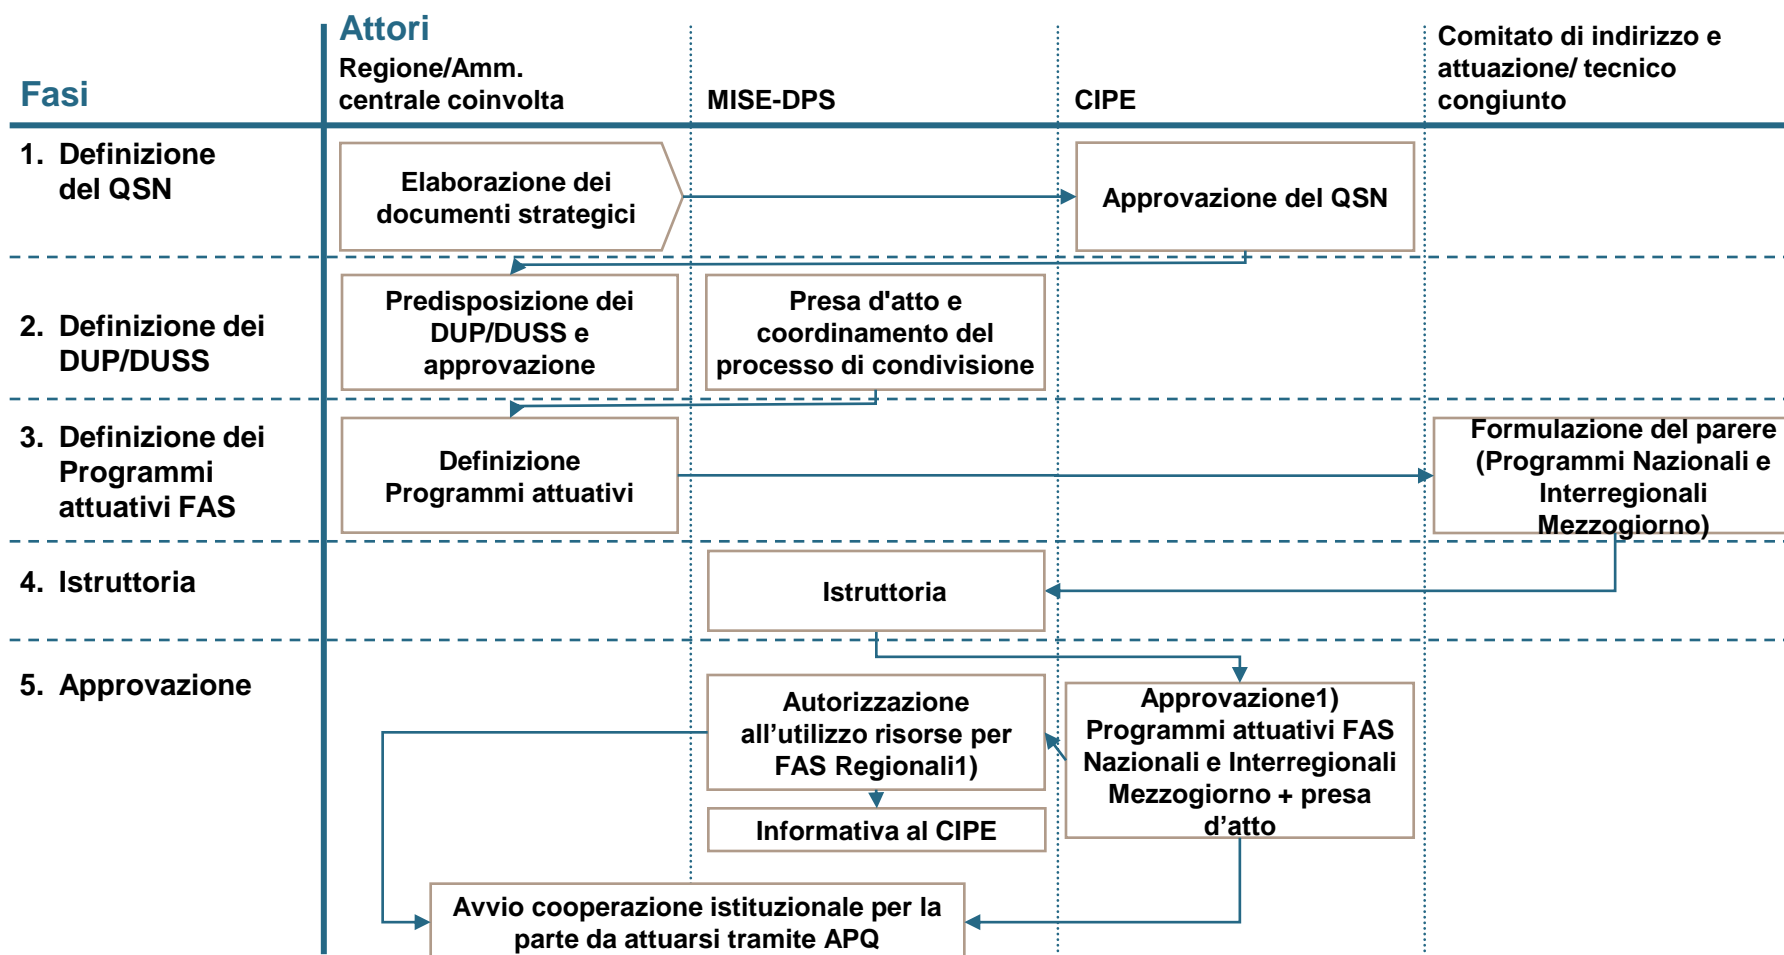 Attori
Fasi
Regione/Amm.
centrale coinvolta
MISE-DPS
CIPE
Comitato di indirizzo e
attuazione/ tecnico
congiunto
1. Definizione
del QSN
Elaborazione dei
documenti strategici
Approvazione del QSN
2. Definizione dei
DUP/DUSS
Predisposizione dei
DUP/DUSS e
approvazione
Presa d'atto e
coordinamento del
processo di condivisione
3. Definizione dei
Programmi
attuativi FAS
Definizione
Programmi attuativi
Formulazione del parere
(Programmi Nazionali e
Interregionali
Mezzogiorno)
4. Istruttoria
Istruttoria
5. Approvazione
Autorizzazione
all’utilizzo risorse per
FAS Regionali1)
Approvazione1)
Programmi attuativi FAS
Nazionali e Interregionali
Mezzogiorno + presa
d’atto
Informativa al CIPE
Avvio cooperazione istituzionale per la
parte da attuarsi tramite APQ